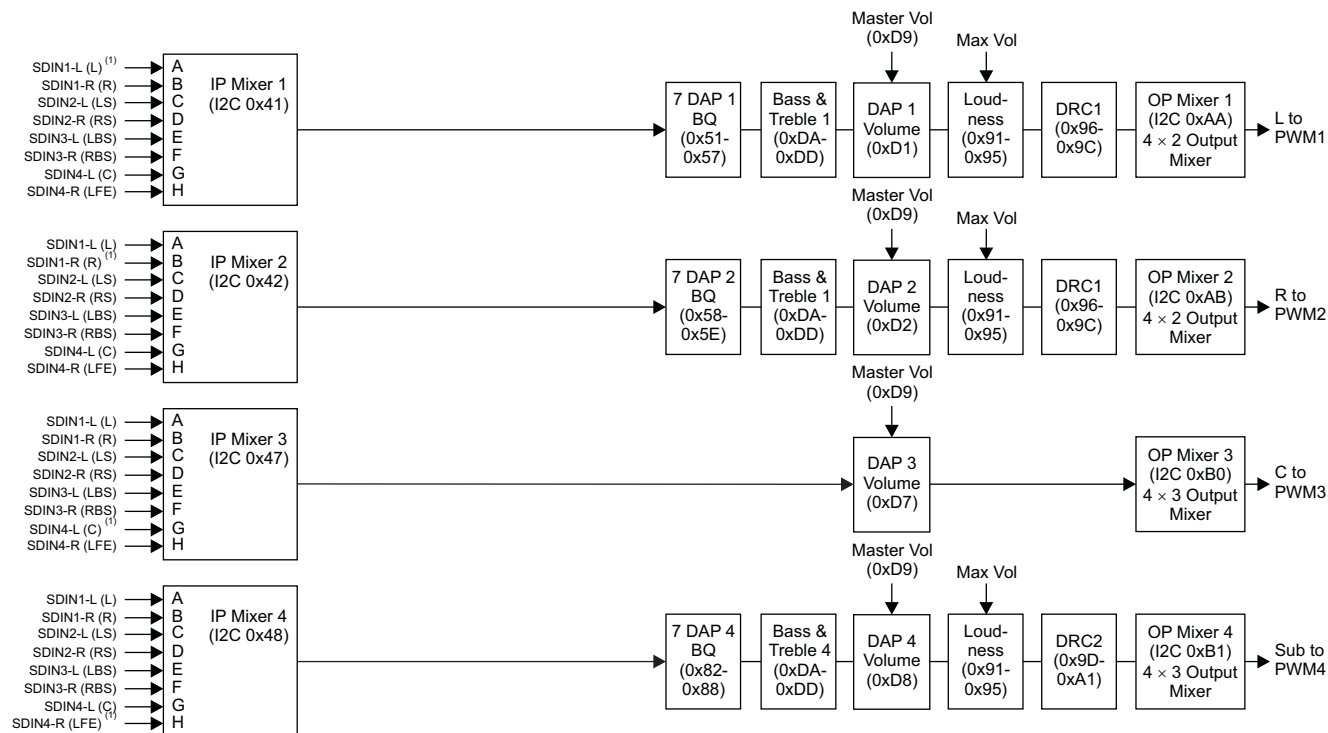 Master Vol
(0xD9)
Max Vol
SDIN1-L (L) (1)
SDIN1-R (R)
SDIN2-L (LS)
SDIN2-R (RS)
SDIN3-L (LBS)
SDIN3-R (RBS)
SDIN4-L (C)
SDIN4-R (LFE)
A
B
C
D
E
F
G
H
IP Mixer 1
(I2C 0x41)
7 DAP 1
BQ
(0x51-
0x57)
Bass &
Treble 1
(0xDA-
0xDD)
DAP 1
Volume
(0xD1)
Loud-
ness
(0x91-
0x95)
DRC1
(0x96-
0x9C)
OP Mixer 1
(I2C 0xAA)
4 × 2 Output
Mixer
L to
PWM1
Master Vol
(0xD9)
Max Vol
SDIN1-L (L)
SDIN1-R (R) (1)
SDIN2-L (LS)
SDIN2-R (RS)
SDIN3-L (LBS)
SDIN3-R (RBS)
SDIN4-L (C)
SDIN4-R (LFE)
A
B
C
D
E
F
G
H
IP Mixer 2
(I2C 0x42)
7 DAP 2
BQ
(0x58-
0x5E)
Bass &
Treble 1
(0xDA-
0xDD)
DAP 2
Volume
(0xD2)
Loud-
ness
(0x91-
0x95)
DRC1
(0x96-
0x9C)
OP Mixer 2
(I2C 0xAB)
4 × 2 Output
Mixer
R to
PWM2
Master Vol
(0xD9)
SDIN1-L (L)
SDIN1-R (R)
SDIN2-L (LS)
SDIN2-R (RS)
SDIN3-L (LBS)
SDIN3-R (RBS)
SDIN4-L (C) (1)
SDIN4-R (LFE)
A
B
C
D
E
F
G
H
IP Mixer 3
(I2C 0x47)
DAP 3
Volume
(0xD7)
OP Mixer 3
(I2C 0xB0)
4 × 3 Output
Mixer
C to
PWM3
Master Vol
(0xD9)
Max Vol
SDIN1-L (L)
SDIN1-R (R)
SDIN2-L (LS)
SDIN2-R (RS)
SDIN3-L (LBS)
SDIN3-R (RBS)
SDIN4-L (C)
SDIN4-R (LFE) (1)
A
B
C
D
E
F
G
H
IP Mixer 4
(I2C 0x48)
7 DAP 4
BQ
(0x82-
0x88)
Bass &
Treble 4
(0xDA-
0xDD)
DAP 4
Volume
(0xD8)
Loud-
ness
(0x91-
0x95)
DRC2
(0x9D-
0xA1)
OP Mixer 4
(I2C 0xB1)
4 × 3 Output
Mixer
Sub to
PWM4